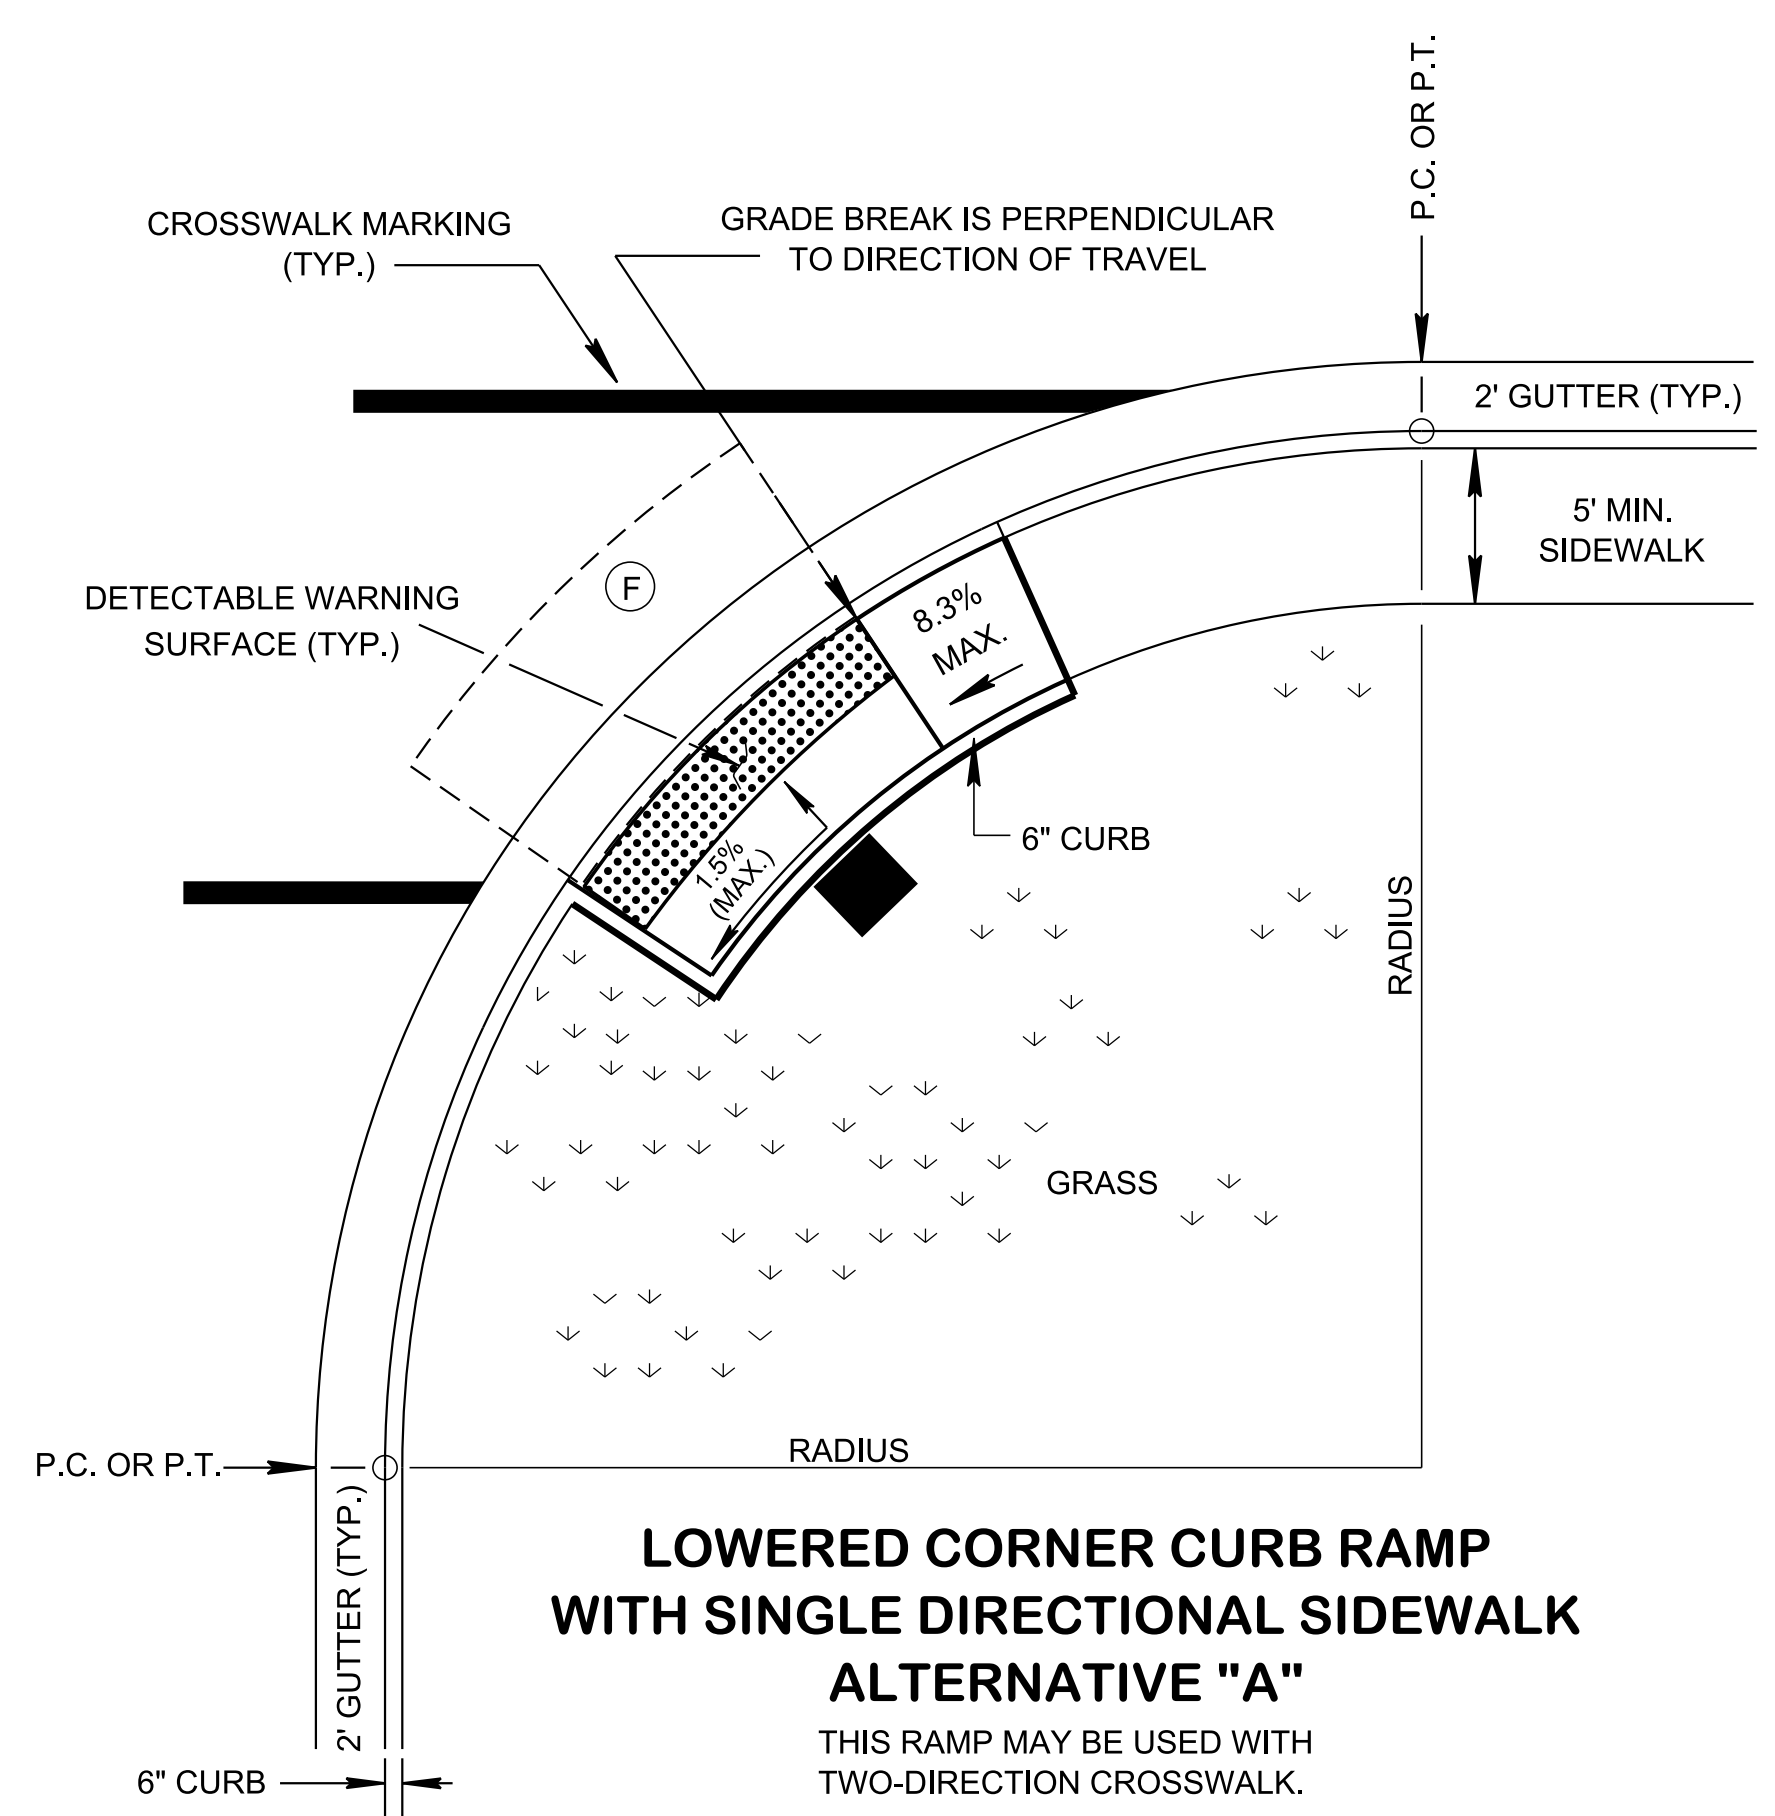 P.C. OR P.T.
CROSSWALK MARKING
(TYP.)
GRADE BREAK IS PERPENDICULAR
TO DIRECTION OF TRAVEL
2' GUTTER (TYP.)
5' MIN.
SIDEWALK
F
DETECTABLE WARNING
SURFACE (TYP.)
8.3%
MAX.
1.5%
(MAX.)
6" CURB
RADIUS
GRASS
RADIUS
P.C. OR P.T.
2' GUTTER (TYP.)
6" CURB
LOWERED CORNER CURB RAMP
WITH SINGLE DIRECTIONAL SIDEWALK
ALTERNATIVE "A"
THIS RAMP MAY BE USED WITH
TWO-DIRECTION CROSSWALK.